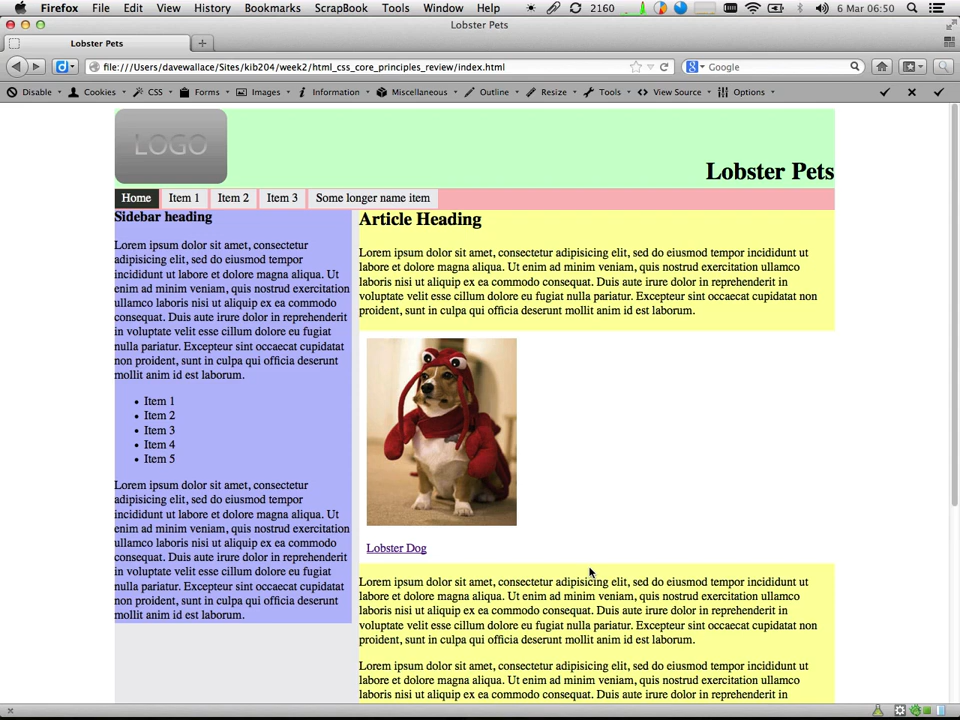 Firefox File Edit View History Bookmarks ScrapBook Tools Window Help 2160 6 Mar 06:50
Lobster Pets
Lobster Pets
file:///Users/davewallace/Sites/kib204/week2/html_css_core_principles_review/index.html
Google
Disable Cookies CSS Forms Images Information Miscellaneous Outline Resize Tools View Source Options
LOGO
Lobster Pets
Home Item 1 Item 2 Item 3 Some longer name item
Sidebar heading
Lorem ipsum dolor sit amet, consectetur
adipisicing elit, sed do eiusmod tempor
incididunt ut labore et dolore magna aliqua. Ut
enim ad minim veniam, quis nostrud exercitation
ullamco laboris nisi ut aliquip ex ea commodo
consequat. Duis aute irure dolor in reprehenderit
in voluptate velit esse cillum dolore eu fugiat
nulla pariatur. Excepteur sint occaecat cupidatat
non proident, sunt in culpa qui officia deserunt
mollit anim id est laborum.
Item 1
Item 2
Item 3
Item 4
Item 5
Lorem ipsum dolor sit amet, consectetur
adipisicing elit, sed do eiusmod tempor
incididunt ut labore et dolore magna aliqua. Ut
enim ad minim veniam, quis nostrud exercitation
ullamco laboris nisi ut aliquip ex ea commodo
consequat. Duis aute irure dolor in reprehenderit
in voluptate velit esse cillum dolore eu fugiat
nulla pariatur. Excepteur sint occaecat cupidatat
non proident, sunt in culpa qui officia deserunt
mollit anim id est laborum.
Article Heading
Lorem ipsum dolor sit amet, consectetur adipisicing elit, sed do eiusmod tempor incididunt ut
labore et dolore magna aliqua. Ut enim ad minim veniam, quis nostrud exercitation ullamco
laboris nisi ut aliquip ex ea commodo consequat. Duis aute irure dolor in reprehenderit in
voluptate velit esse cillum dolore eu fugiat nulla pariatur. Excepteur sint occaecat cupidatat non
proident, sunt in culpa qui officia deserunt mollit anim id est laborum.
Lobster Dog
Lorem ipsum dolor sit amet, consectetur adipisicing elit, sed do eiusmod tempor incididunt ut
labore et dolore magna aliqua. Ut enim ad minim veniam, quis nostrud exercitation ullamco
laboris nisi ut aliquip ex ea commodo consequat. Duis aute irure dolor in reprehenderit in
voluptate velit esse cillum dolore eu fugiat nulla pariatur. Excepteur sint occaecat cupidatat non
proident, sunt in culpa qui officia deserunt mollit anim id est laborum.
Lorem ipsum dolor sit amet, consectetur adipisicing elit, sed do eiusmod tempor incididunt ut
labore et dolore magna aliqua. Ut enim ad minim veniam, quis nostrud exercitation ullamco
laboris nisi ut aliquip ex ea commodo consequat. Duis aute irure dolor in